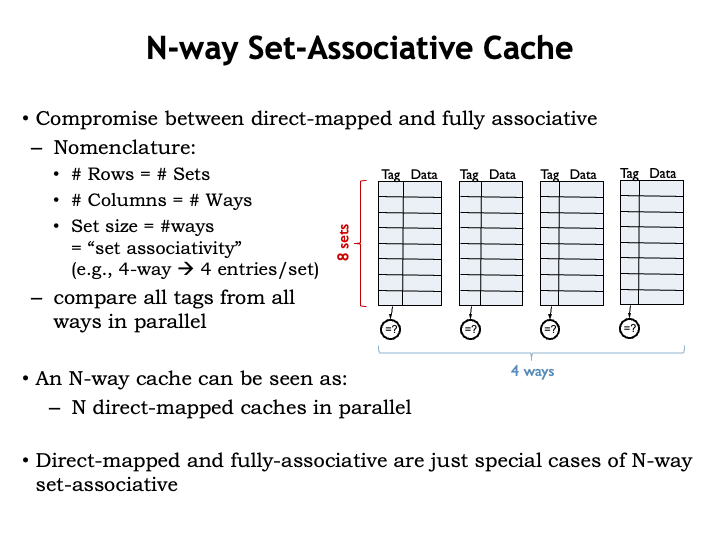 N-way Set-Associative Cache
• Compromise between direct-mapped and fully associative
– Nomenclature:
• # Rows = # Sets
• # Columns = # Ways
• Set size = #ways
= “set associativity”
(e.g., 4-way → 4 entries/set)
– compare all tags from all
ways in parallel
Tag Data Tag Data Tag Data Tag Data
8 sets
=? =? =? =?
4 ways
• An N-way cache can be seen as:
– N direct-mapped caches in parallel
• Direct-mapped and fully-associative are just special cases of N-way
set-associative